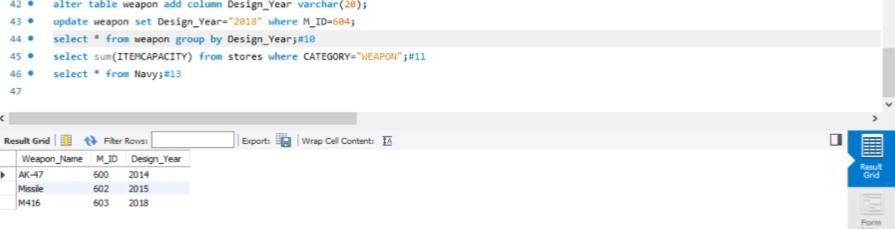 42 alter table weapon add column Design_Year varchar(20);
43 update weapon set Design_Year="2018" where M_ID=604;
44 select * from weapon group by Design_Year;#10
45 select sum(ITEMCAPACITY) from stores where CATEGORY="WEAPON";#11
46 select * from Navy;#13
47
Result Grid Filter Rows: Export: Wrap Cell Content:
Result Grid
Weapon_Name M_ID Design_Year
AK-47 600 2014
Missile 602 2015
M416 603 2018
Form